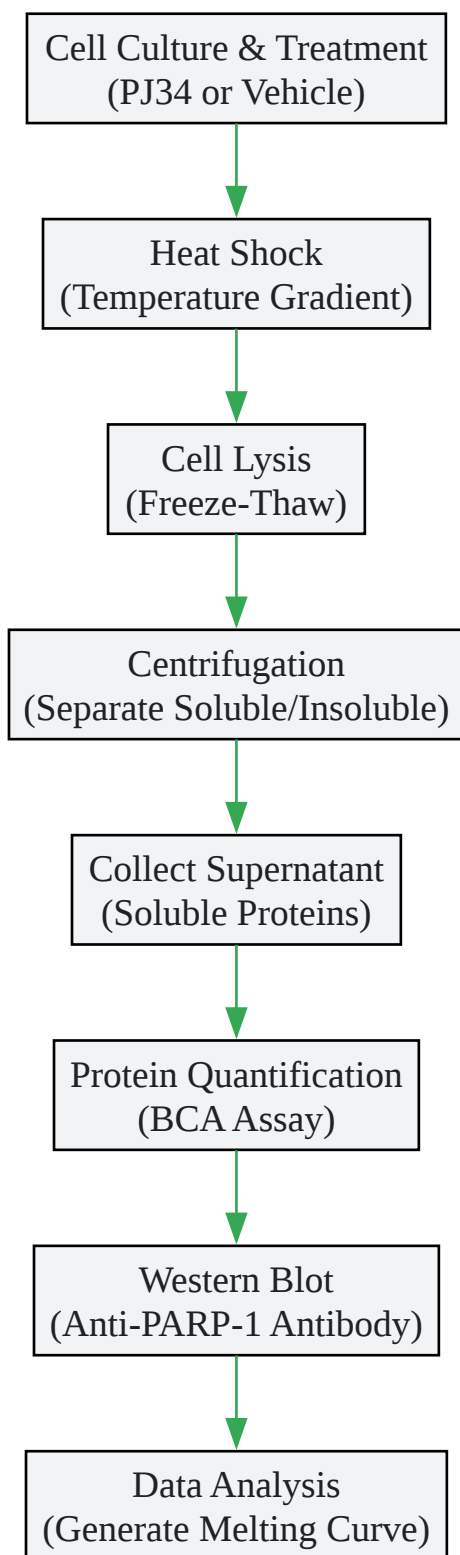 Cell Culture & Treatment
(PJ34 or Vehicle)
Heat Shock
(Temperature Gradient)
Cell Lysis
(Freeze-Thaw)
Centrifugation
(Separate Soluble/Insoluble)
Collect Supernatant
(Soluble Proteins)
Protein Quantification
(BCA Assay)
Western Blot
(Anti-PARP-1 Antibody)
Data Analysis
(Generate Melting Curve)